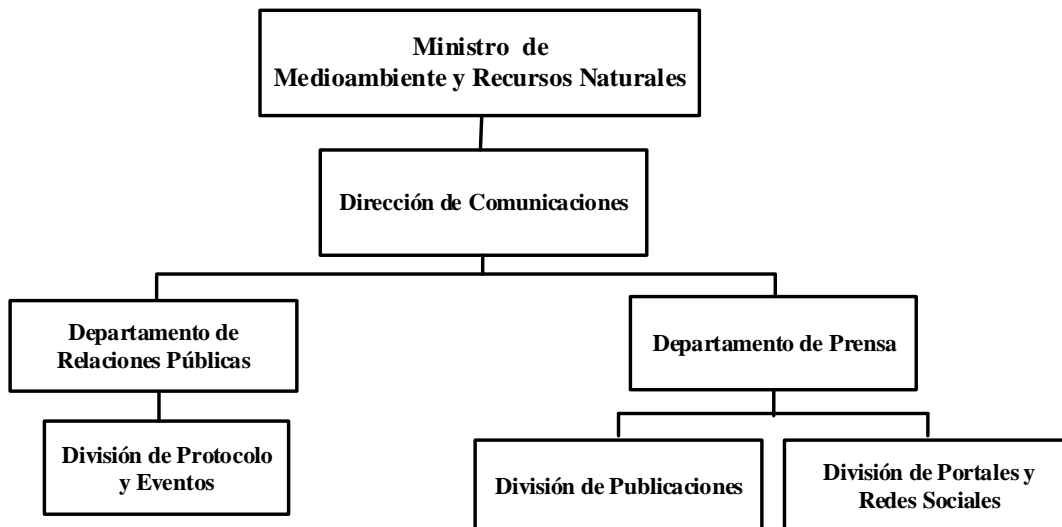 Ministro de
Medioambiente y Recursos Naturales
Dirección de Comunicaciones
Departamento de
Relaciones Públicas
Departamento de Prensa
División de Protocolo
y Eventos
División de Publicaciones
División de Portales y
Redes Sociales